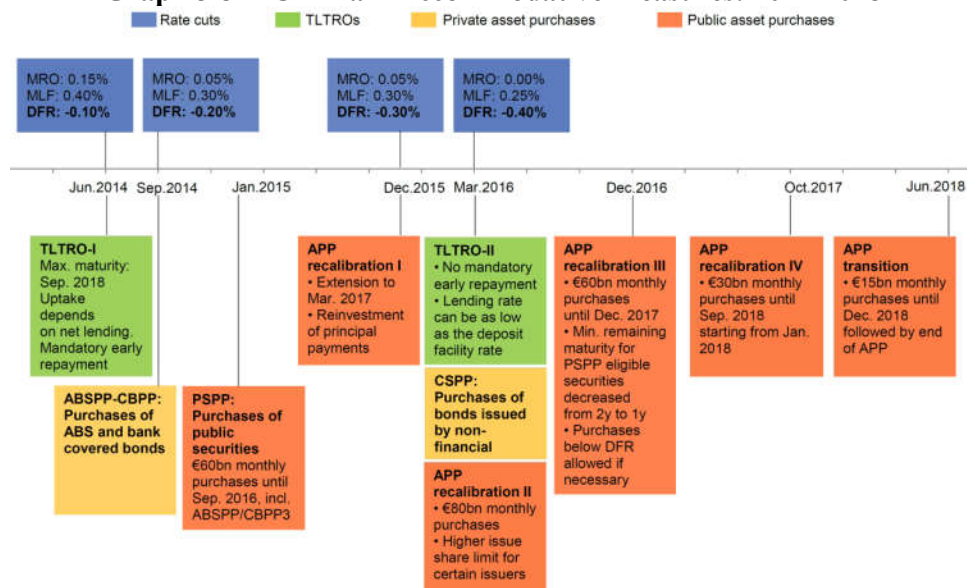 Rate cuts
TLTROs
Private asset purchases
Public asset purchases
MRO: 0.15%
MLF: 0.40%
DFR: -0.10%
MRO: 0.05%
MLF: 0.30%
DFR: -0.20%
MRO: 0.05%
MLF: 0.30%
DFR: -0.30%
MRO: 0.00%
MLF: 0.25%
DFR: -0.40%
Jun.2014
Sep.2014
Jan.2015
Dec.2015
Mar.2016
Dec.2016
Oct.2017
Jun.2018
TLTRO-I
Max. maturity:
Sep. 2018
Uptake
depends
on net lending.
Mandatory early
repayment
ABSPP-CBPP:
Purchases of
ABS and bank
covered bonds
PSPP:
Purchases of
public
securities
€60bn monthly
purchases until
Sep. 2016, incl.
ABSPP/CBPP3
APP
recalibration I
• Extension to
Mar. 2017
• Reinvestment
of principal
payments
TLTRO-II
• No mandatory
early repayment
• Lending rate
can be as low
as the deposit
facility rate
CSPP:
Purchases of
bonds issued
by non-
financial
APP
recalibration II
• €80bn monthly
purchases
• Higher issue
share limit for
certain issuers
APP
recalibration III
• €60bn monthly
purchases
until Dec. 2017
• Min. remaining
maturity for
PSPP eligible
securities
decreased
from 2y to 1y
• Purchases
below DFR
allowed if
necessary
APP
recalibration IV
• €30bn monthly
purchases until
Sep. 2018
starting from Jan.
2018
APP
transition
• €15bn monthly
purchases until
Dec. 2018
followed by end
of APP